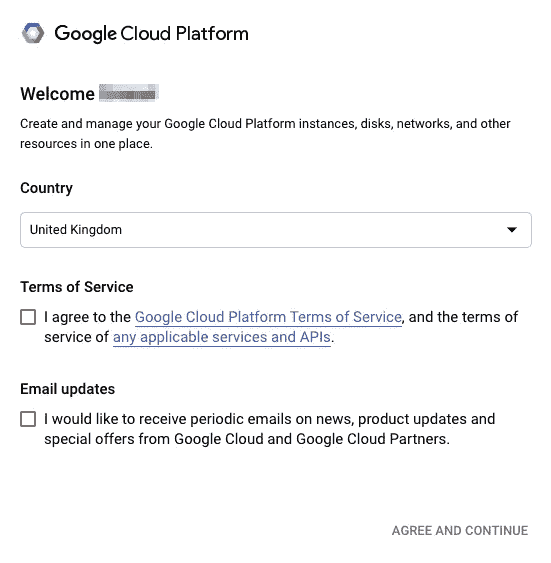 Google Cloud Platform
Welcome
Create and manage your Google Cloud Platform instances, disks, networks, and other
resources in one place.
Country
United Kingdom
Terms of Service
I agree to the Google Cloud Platform Terms of Service, and the terms of
service of any applicable services and APIs.
Email updates
I would like to receive periodic emails on news, product updates and
special offers from Google Cloud and Google Cloud Partners.
AGREE AND CONTINUE